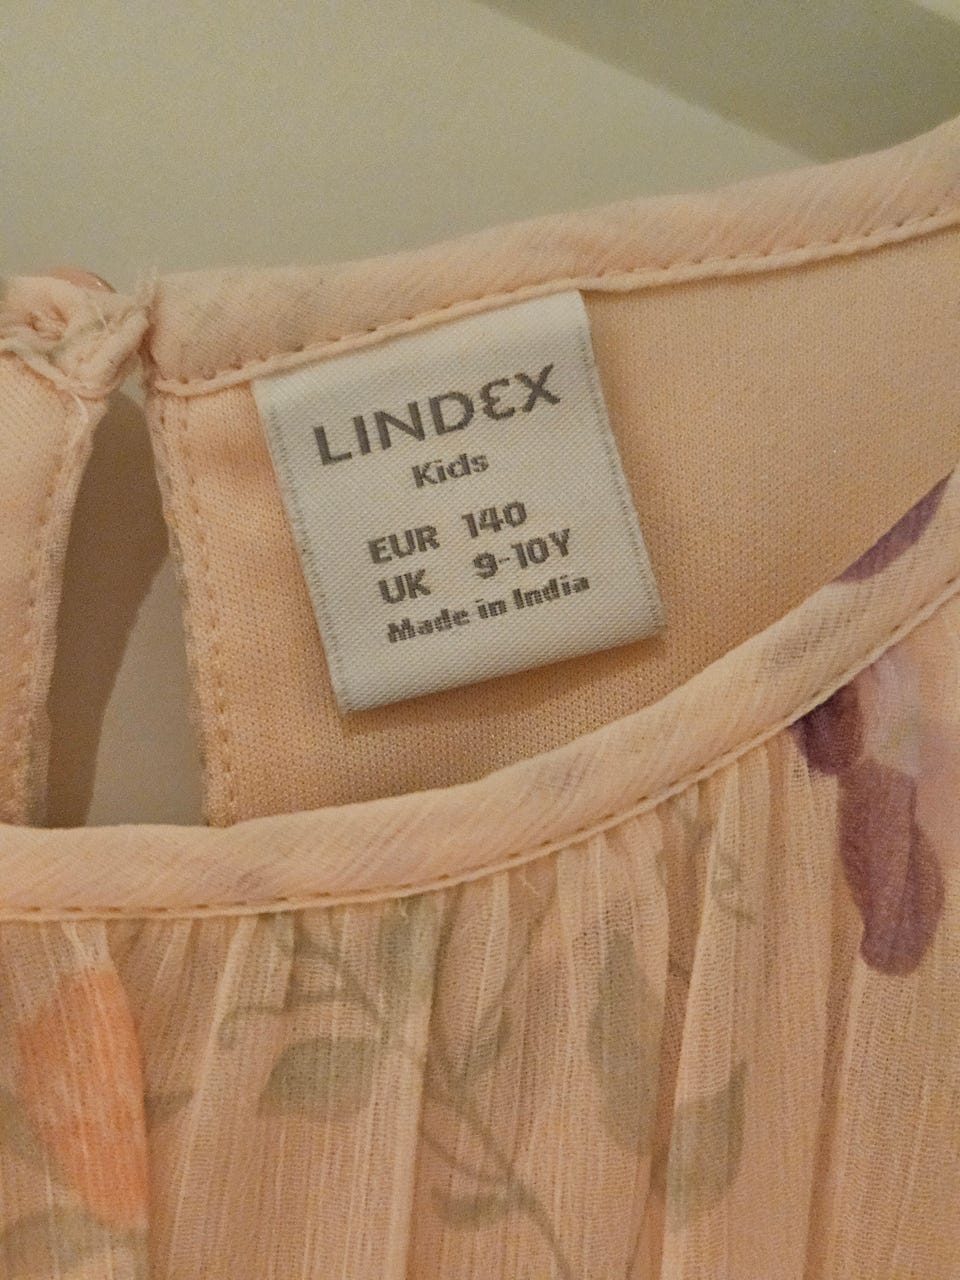 LINDEX
Kids
EUR 140
UK 9-10Y
Made in India